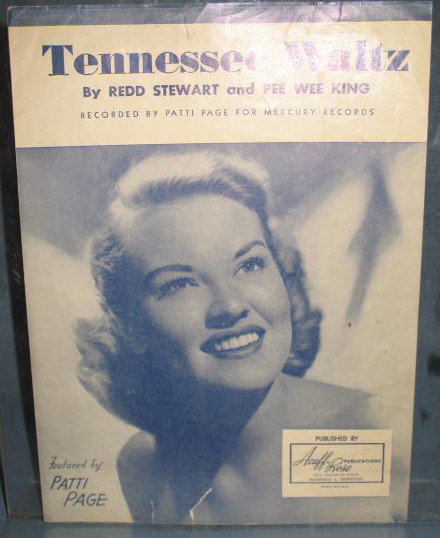 Tennessee Waltz
By REDD STEWART and PEE WEE KING
RECORDED BY PATTI PAGE FOR MERCURY RECORDS
Featured by
PATTI
PAGE
PUBLISHED BY
Acuff-Rose
PUBLICATIONS